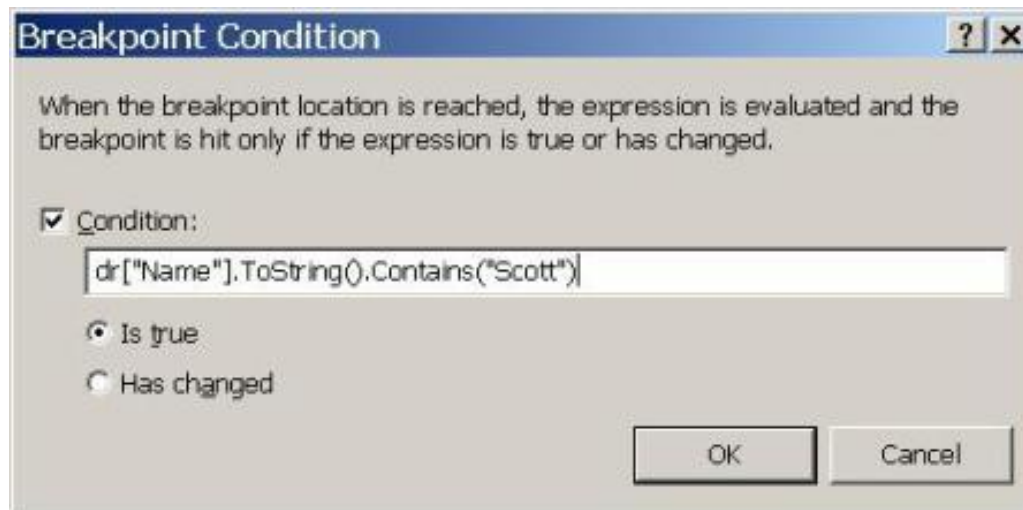 Breakpoint Condition
When the breakpoint location is reached, the expression is evaluated and the
breakpoint is hit only if the expression is true or has changed.
Condition:
dr["Name"].ToString().Contains("Scott")
Is true
Has changed
OK Cancel